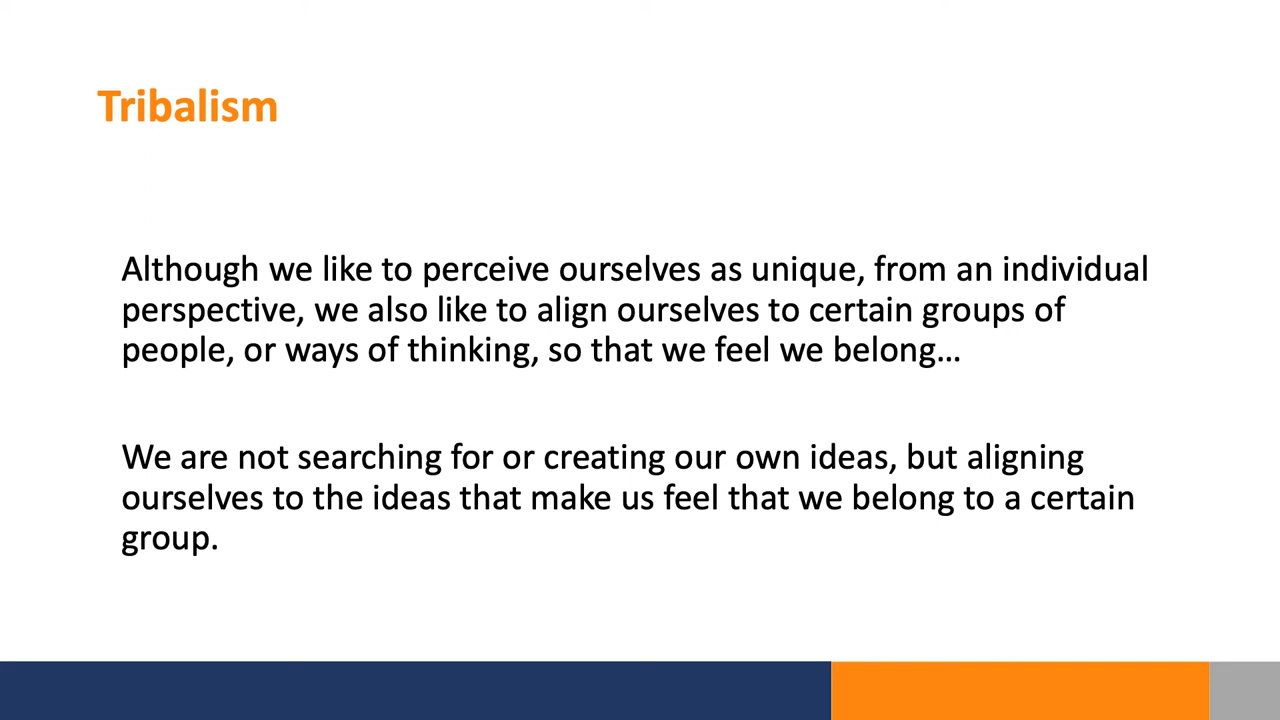 Tribalism
Although we like to perceive ourselves as unique, from an individual
perspective, we also like to align ourselves to certain groups of
people, or ways of thinking, so that we feel we belong...
We are not searching for or creating our own ideas, but aligning
ourselves to the ideas that make us feel that we belong to a certain
group.